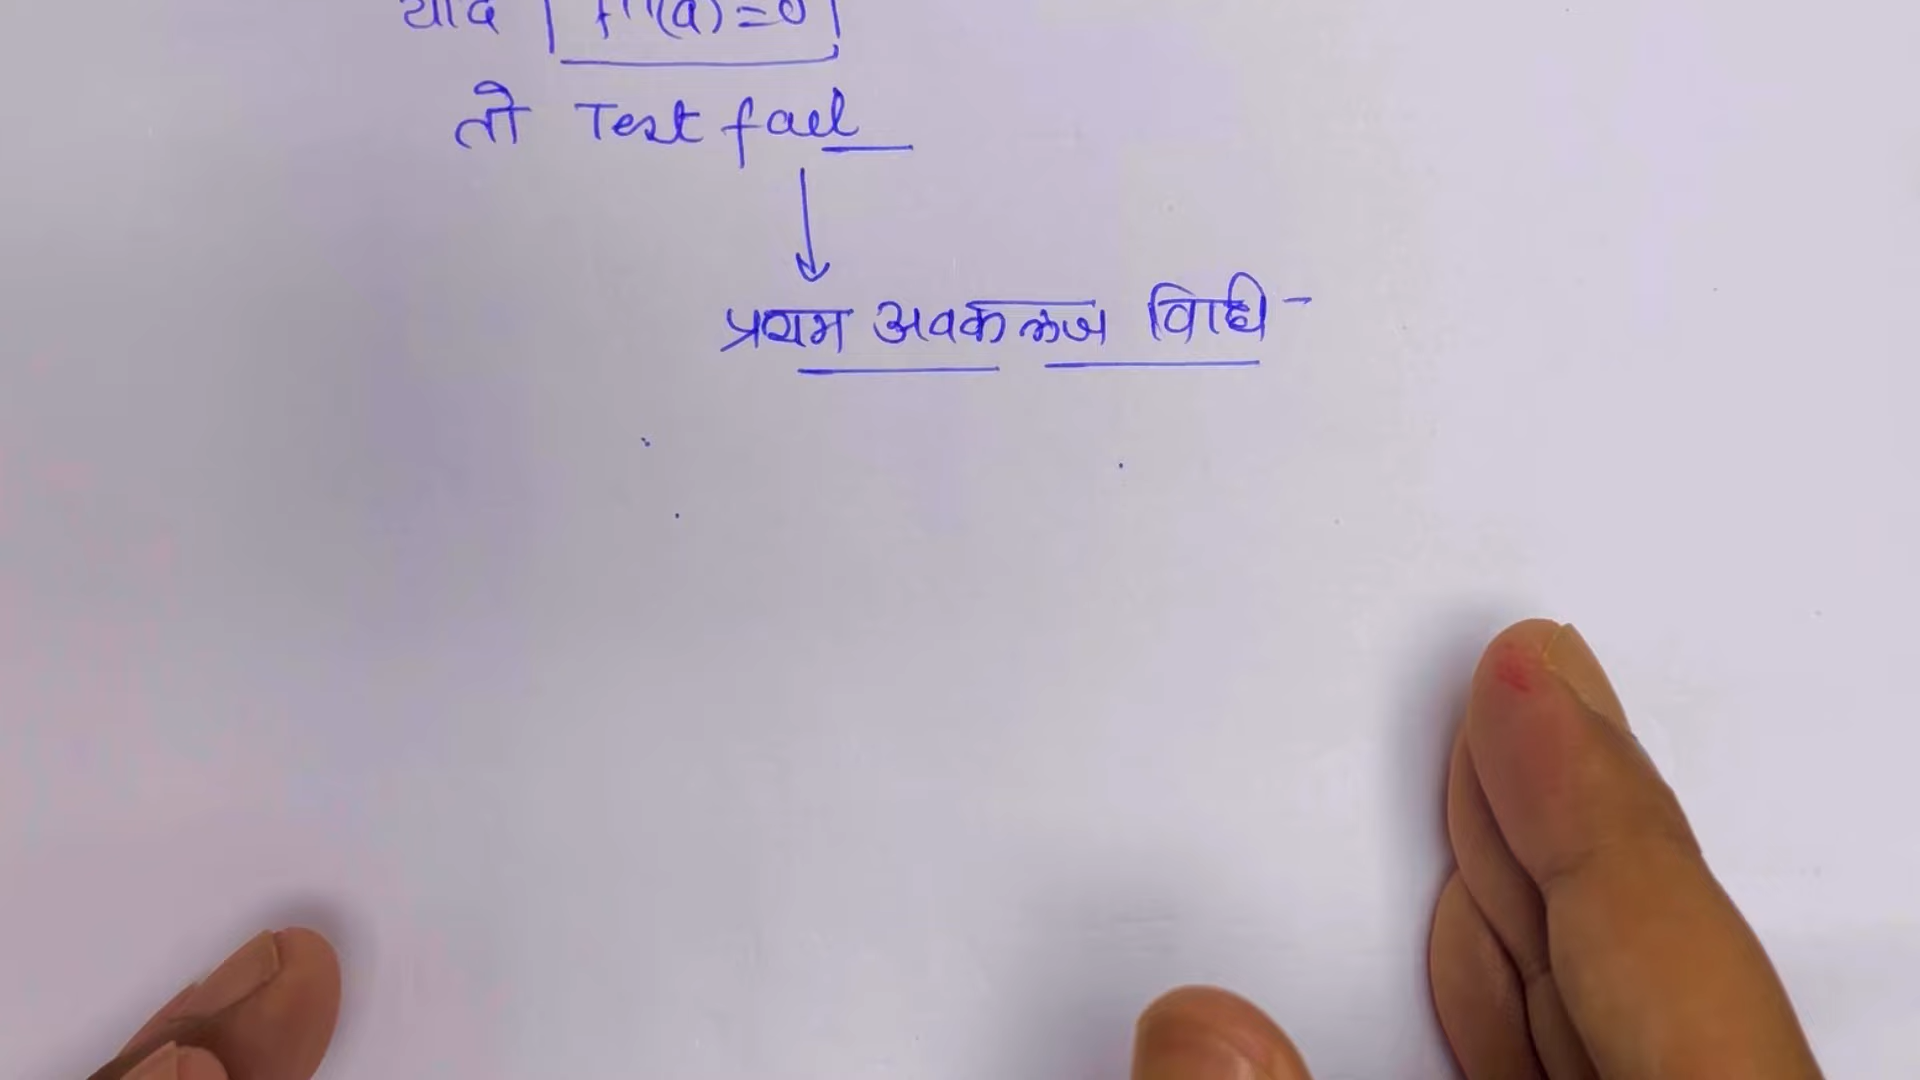 यदि f''(a)=0
तो Test fail
प्रथम अवकलज विधि -